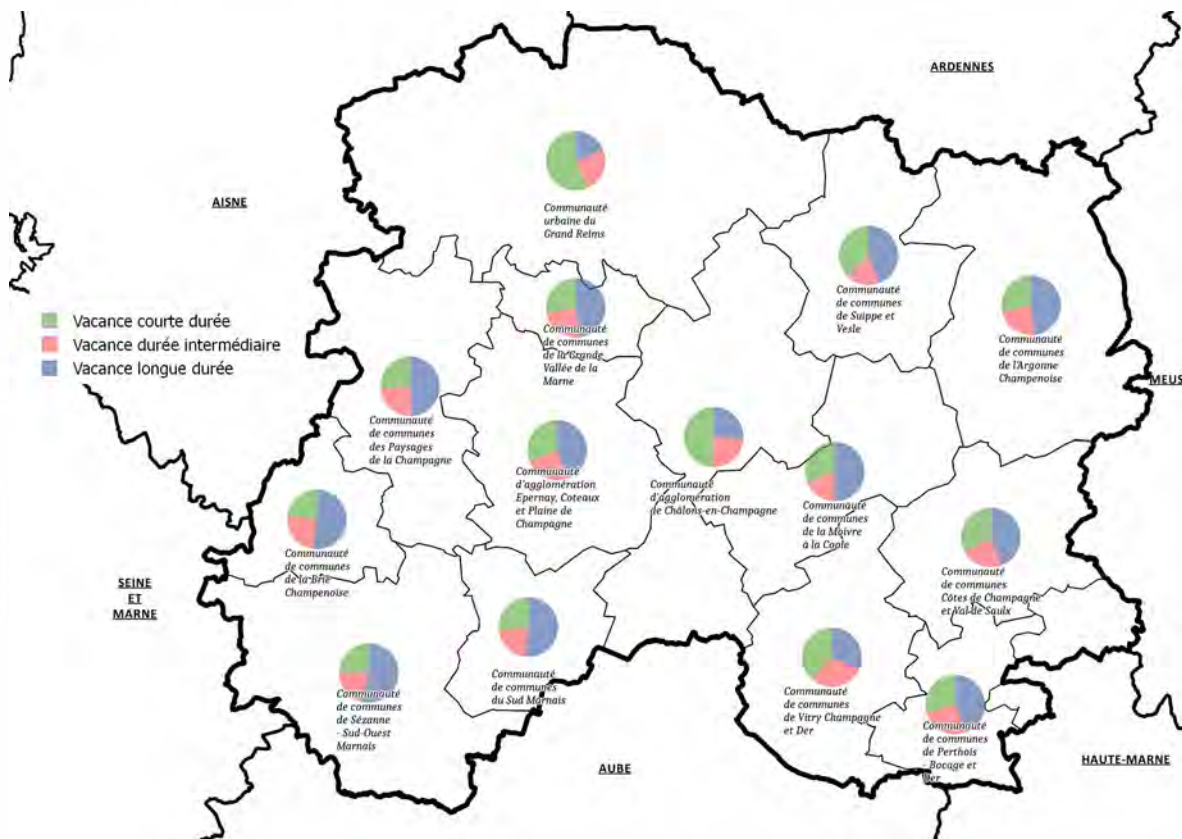 ARDENNES
AISNE
Communauté
urbaine du
Grand Reims
Communauté
de communes
de Suippe et
Vesle
Vacance courte durée
Vacance durée intermédiaire
Vacance longue durée
Communauté
de communes
de la Grande
Vallée de la
Marne
Communauté
de communes
de l'Argonne
Champenoise
MEUS
Communauté
de communes
des Paysages
de la Champagne
Communauté
d'agglomération
Epernay, Coteaux
et Plaine de
Champagne
Communauté
d'agglomération
de Châlons-en-Champagne
Communauté
de communes
de la Moivre
à la Coole
Communauté
de communes
de la Brie
Champenoise
Communauté
de communes
Côtes de Champagne
et Val de Saulx
SEINE
ET
MARNE
Communauté
de communes
du Sud Marnais
Communauté
de communes
de Sézanne
- Sud-Ouest
Marnais
Communauté
de communes
de Vitry Champagne
et Der
Communauté
de communes
de Perthois
- Bocage et
Der
AUBE
HAUTE-MARNE